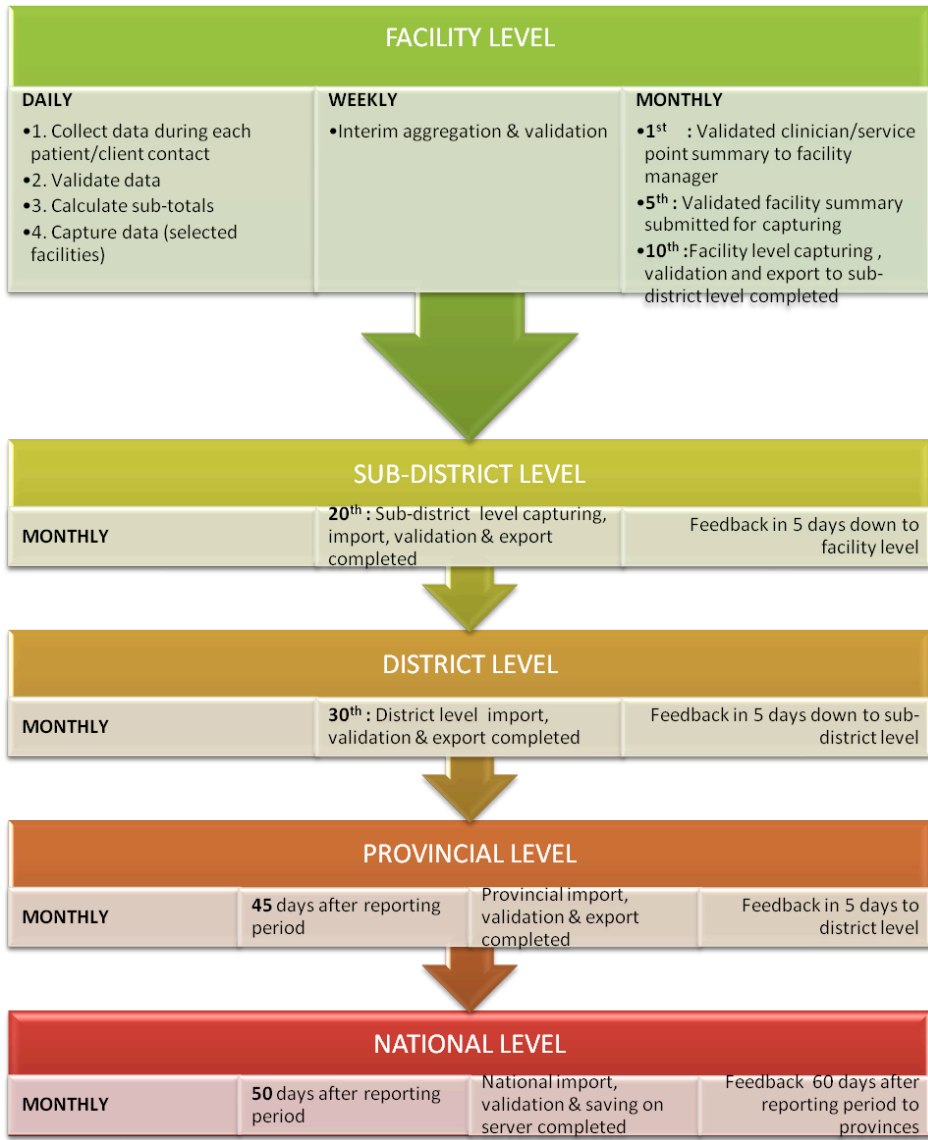 FACILITY LEVEL
DAILY
•1. Collect data during each
patient/client contact
•2. Validate data
•3. Calculate sub-totals
•4. Capture data (selected
facilities)
WEEKLY
•Interim aggregation & validation
MONTHLY
•1st : Validated clinician/service
point summary to facility
manager
•5th : Validated facility summary
submitted for capturing
•10th :Facility level capturing ,
validation and export to sub-
district level completed
SUB-DISTRICT LEVEL
MONTHLY
20th : Sub-district level capturing,
import, validation & export
completed
Feedback in 5 days down to
facility level
DISTRICT LEVEL
MONTHLY
30th : District level import,
validation & export completed
Feedback in 5 days down to sub-
district level
PROVINCIAL LEVEL
MONTHLY
45 days after reporting
period
Provincial import,
validation & export
completed
Feedback in 5 days to
district level
NATIONAL LEVEL
MONTHLY
50 days after reporting
period
National import,
validation & saving on
server completed
Feedback 60 days after
reporting period to
provinces